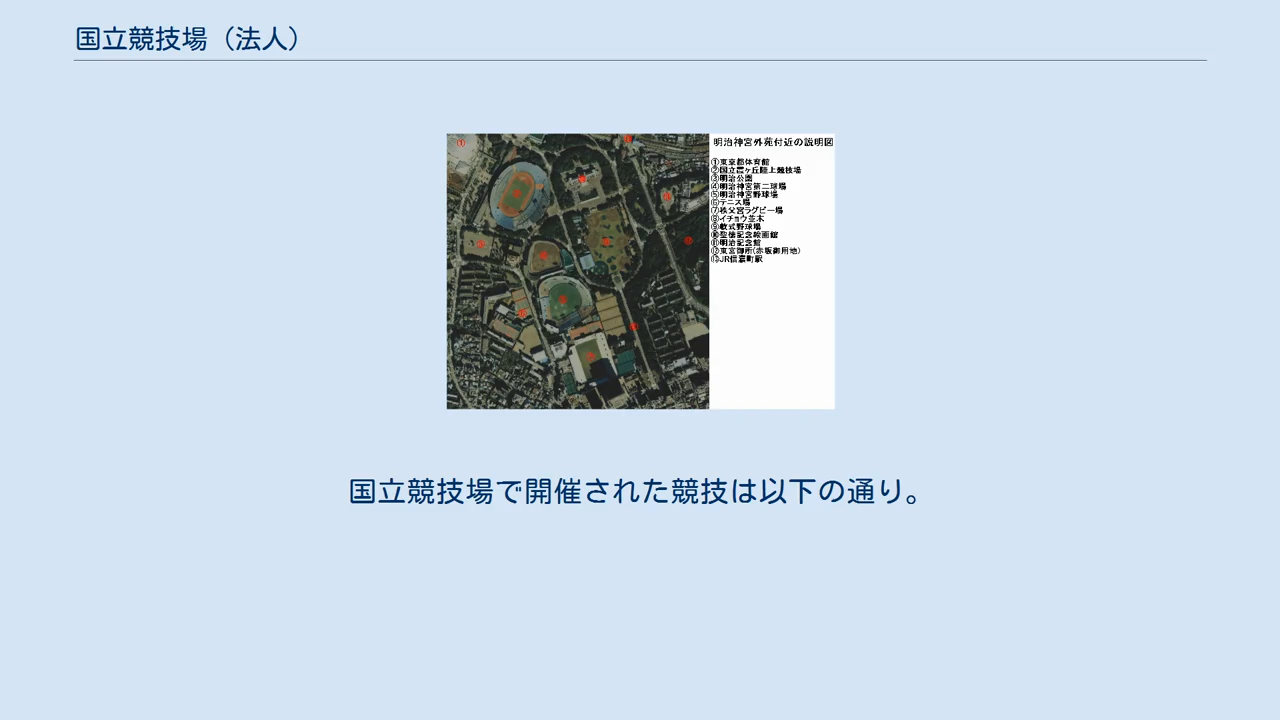 国立競技場（法人）
①
明治神宮外苑付近の説明図
①東京都体育館
②国立霞ヶ丘陸上競技場
③明治公園
④明治神宮第二球場
⑤明治神宮野球場
⑥テニス場
⑦秩父宮ラグビー場
⑧イチョウ並木
⑨軟式野球場
⑩聖徳記念絵画館
⑪明治記念館
⑫東宮御所(赤坂御用地)
⑬JR信濃町駅
国立競技場で開催された競技は以下の通り。